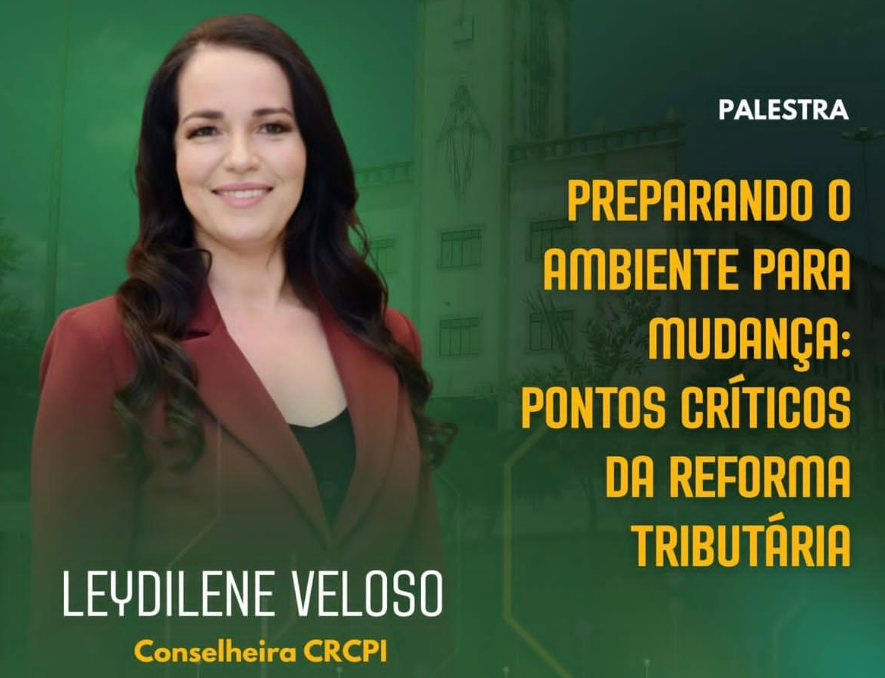 PALESTRA
PREPARANDO O
AMBIENTE PARA
MUDANÇA:
PONTOS CRÍTICOS
DA REFORMA
TRIBUTÁRIA
LEYDILENE VELOSO
Conselheira CRCPI